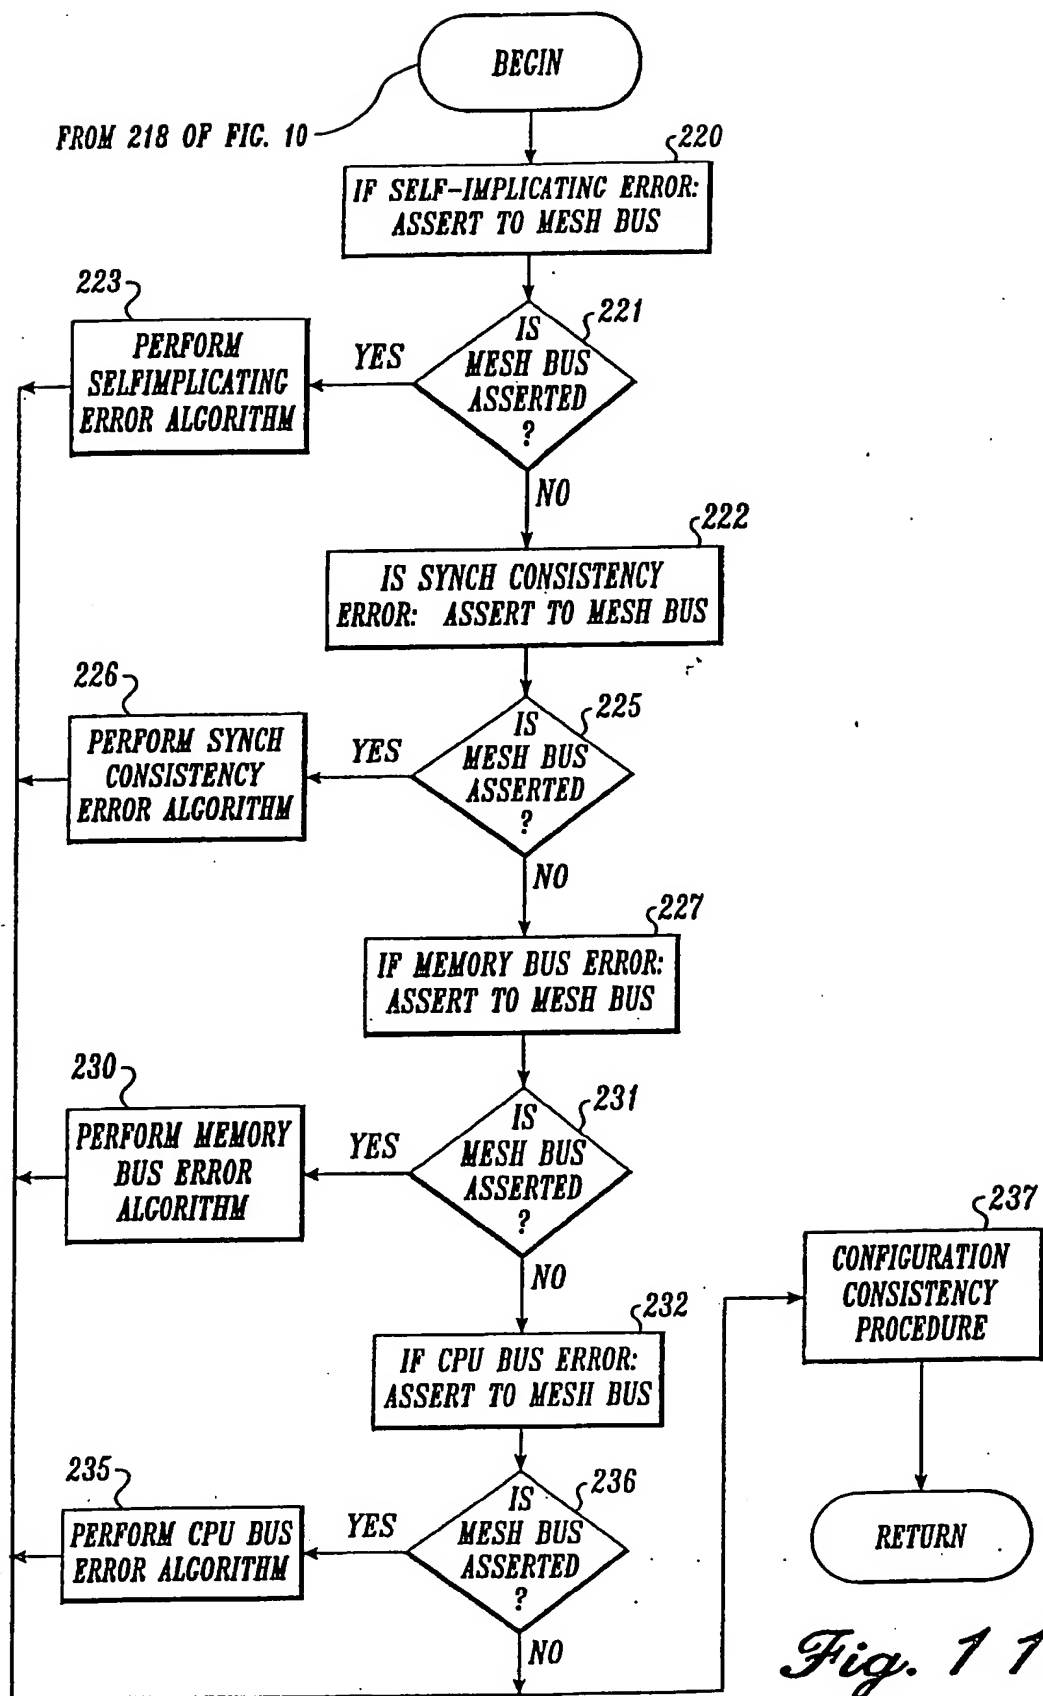 BEGIN
FROM 218 OF FIG. 10
220
IF SELF-IMPLICATING ERROR:
ASSERT TO MESH BUS
223
PERFORM
SELFIMPLICATING
ERROR ALGORITHM
YES
221
IS
MESH BUS
ASSERTED
?
NO
222
IS SYNCH CONSISTENCY
ERROR: ASSERT TO MESH BUS
226
PERFORM SYNCH
CONSISTENCY
ERROR ALGORITHM
YES
225
IS
MESH BUS
ASSERTED
?
NO
227
IF MEMORY BUS ERROR:
ASSERT TO MESH BUS
230
PERFORM MEMORY
BUS ERROR
ALGORITHM
YES
231
IS
MESH BUS
ASSERTED
?
NO
237
CONFIGURATION
CONSISTENCY
PROCEDURE
232
IF CPU BUS ERROR:
ASSERT TO MESH BUS
235
PERFORM CPU BUS
ERROR ALGORITHM
YES
236
IS
MESH BUS
ASSERTED
?
NO
RETURN
Fig. 11